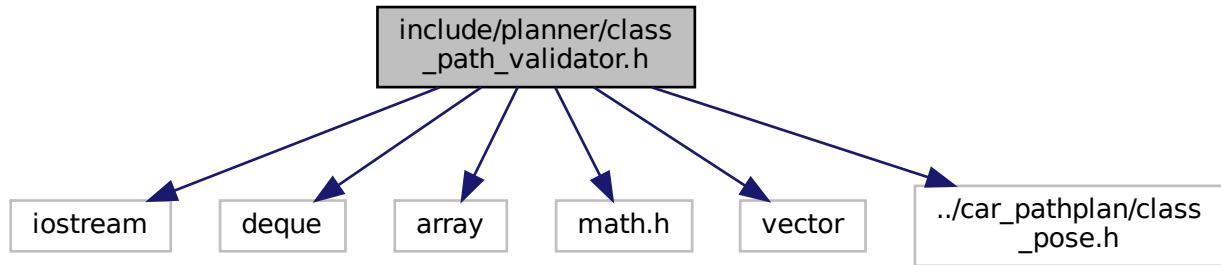 include/planner/class
_path_validator.h
iostream
deque
array
math.h
vector
../car_pathplan/class
_pose.h